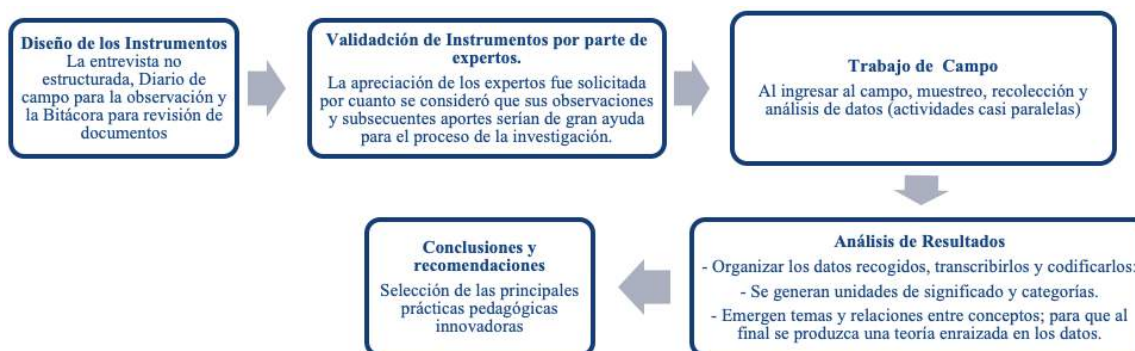 Diseño de los Instrumentos
La entrevista no
estructurada, Diario de
campo para la observación y
la Bitácora para revisión de
documentos
Validadción de Instrumentos por parte de
expertos.
La apreciación de los expertos fue solicitada
por cuanto se consideró que sus observaciones
y subsecuentes aportes serían de gran ayuda
para el proceso de la investigación.
Trabajo de Campo
Al ingresar al campo, muestreo, recolección y
análisis de datos (actividades casi paralelas)
Análisis de Resultados
- Organizar los datos recogidos, transcribirlos y codificarlos:
- Se generan unidades de significado y categorías.
- Emergen temas y relaciones entre conceptos; para que al
final se produzca una teoría enraizada en los datos.
Conclusiones y
recomendaciones
Selección de las principales
prácticas pedagógicas
innovadoras